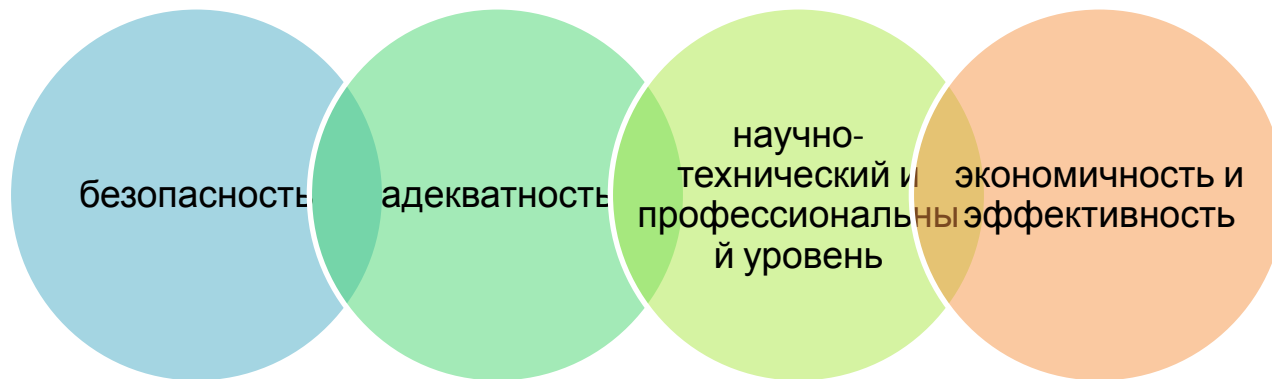 безопасность
адекватность
научно-
технический и
профессиональны
й уровень
экономичность и
эффективность